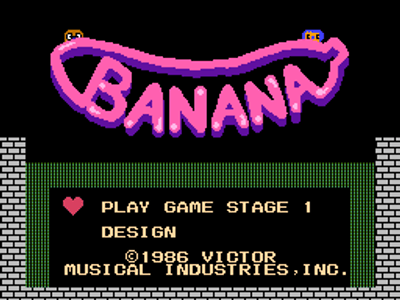 BANANA
PLAY GAME STAGE 1
DESIGN
©1986 VICTOR
MUSICAL INDUSTRIES,INC.